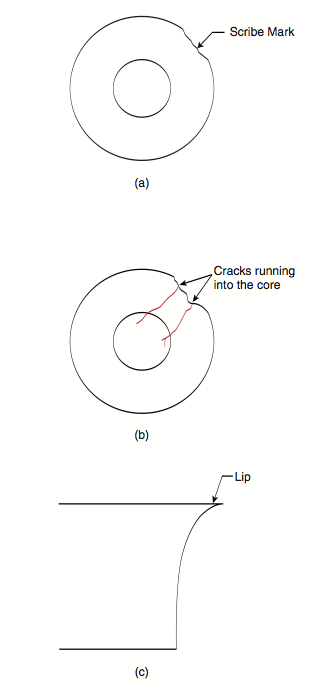 Scribe Mark
(a)
Cracks running
into the core
(b)
Lip
(c)